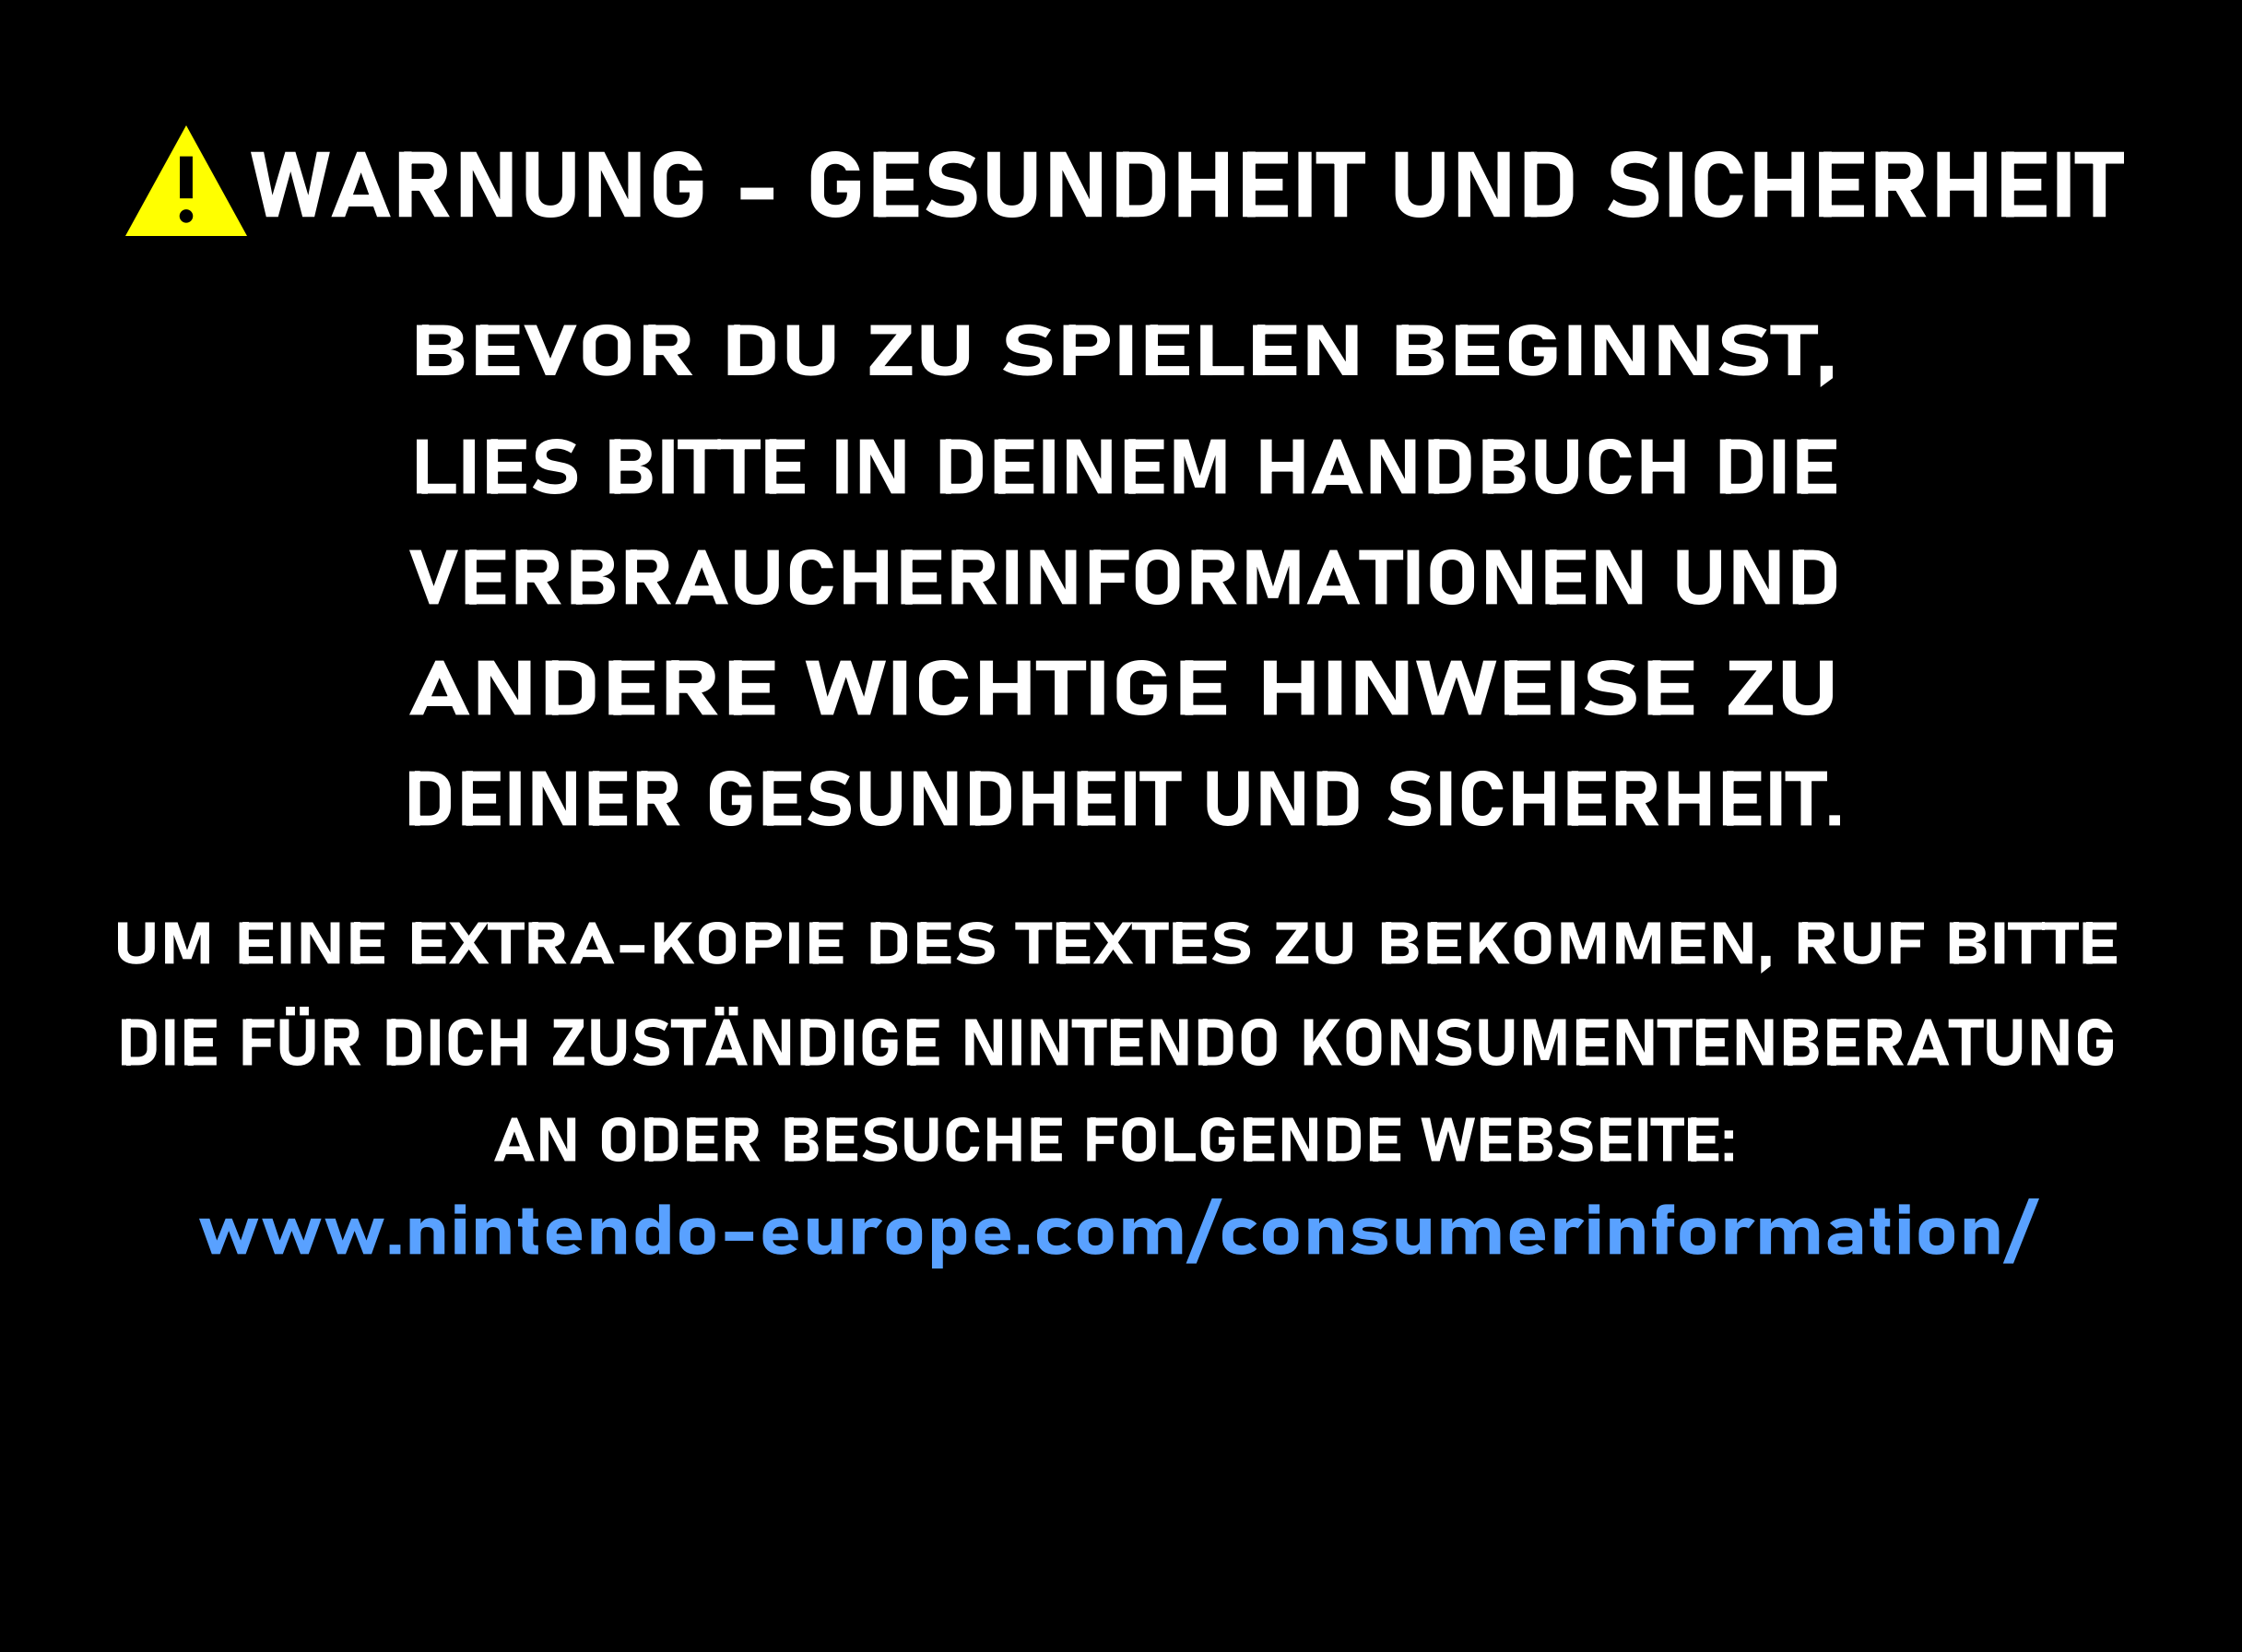 WARNUNG - GESUNDHEIT UND SICHERHEIT
BEVOR DU ZU SPIELEN BEGINNST,
LIES BITTE IN DEINEM HANDBUCH DIE
VERBRAUCHERINFORMATIONEN UND
ANDERE WICHTIGE HINWEISE ZU
DEINER GESUNDHEIT UND SICHERHEIT.
UM EINE EXTRA-KOPIE DES TEXTES ZU BEKOMMEN, RUF BITTE
DIE FÜR DICH ZUSTÄNDIGE NINTENDO KONSUMENTENBERATUNG
AN ODER BESUCHE FOLGENDE WEBSEITE:
www.nintendo-europe.com/consumerinformation/